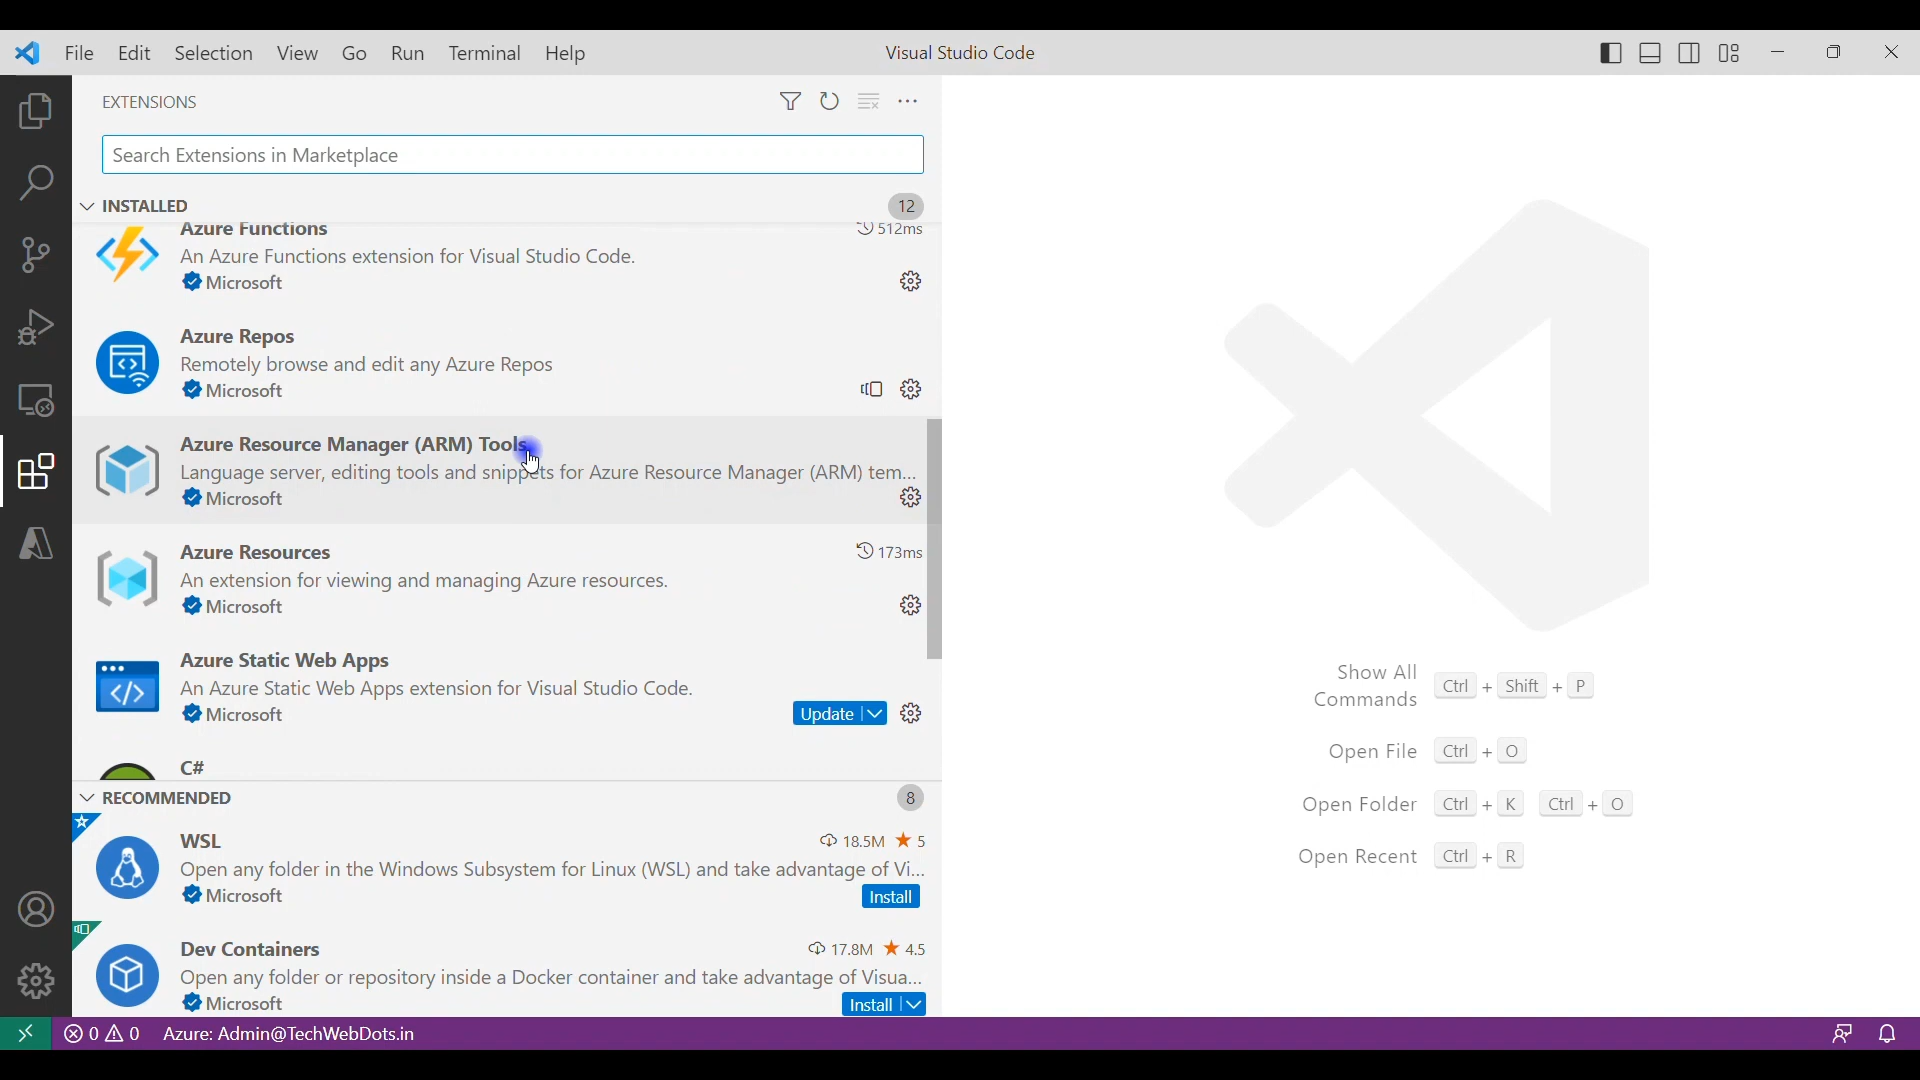 File Edit Selection View Go Run Terminal Help Visual Studio Code
EXTENSIONS
Search Extensions in Marketplace
INSTALLED 12
Azure Functions 512ms
An Azure Functions extension for Visual Studio Code.
Microsoft
Azure Repos
Remotely browse and edit any Azure Repos
Microsoft
Azure Resource Manager (ARM) Tools
Language server, editing tools and snippets for Azure Resource Manager (ARM) tem...
Microsoft
Azure Resources 173ms
An extension for viewing and managing Azure resources.
Microsoft
Azure Static Web Apps
An Azure Static Web Apps extension for Visual Studio Code.
Microsoft Update
C#
RECOMMENDED 8
WSL 18.5M 5
Open any folder in the Windows Subsystem for Linux (WSL) and take advantage of Vi...
Microsoft Install
Dev Containers 17.8M 4.5
Open any folder or repository inside a Docker container and take advantage of Visua...
Microsoft Install
Show All
Commands Ctrl + Shift + P
Open File Ctrl + O
Open Folder Ctrl + K Ctrl + O
Open Recent Ctrl + R
0 0 Azure: Admin@TechWebDots.in